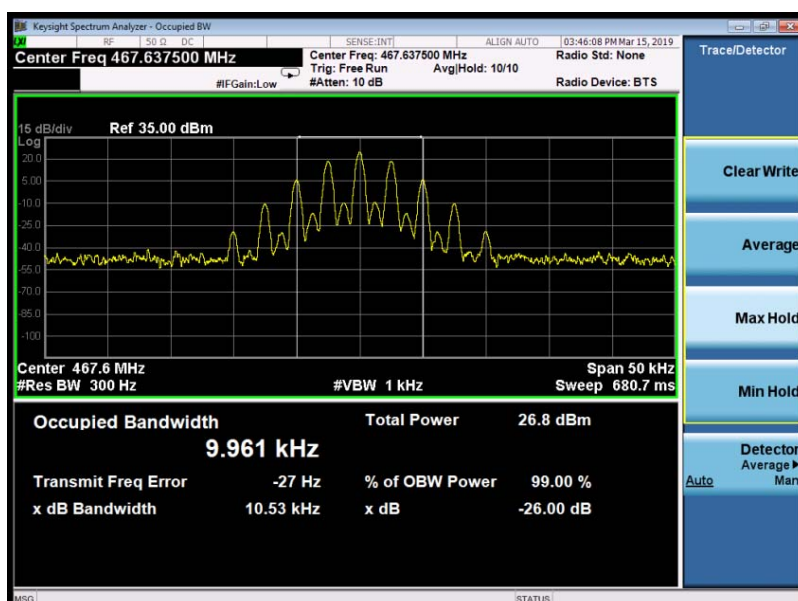 Keysight Spectrum Analyzer - Occupied BW
LXI RF 50 Ω DC SENSE:INT ALIGN AUTO 03:46:08 PM Mar 15, 2019
Center Freq 467.637500 MHz
Center Freq: 467.637500 MHz
Radio Std: None
Trig: Free Run Avg|Hold: 10/10
#IFGain:Low
#Atten: 10 dB
Radio Device: BTS
Trace/Detector
15 dB/div Ref 35.00 dBm
Log
20.0
5.00
-10.0
-25.0
-40.0
-55.0
-70.0
-85.0
-100
Center 467.6 MHz
Span 50 kHz
#Res BW 300 Hz
#VBW 1 kHz
Sweep 680.7 ms
Occupied Bandwidth
9.961 kHz
Total Power 26.8 dBm
Transmit Freq Error -27 Hz
% of OBW Power 99.00 %
x dB Bandwidth 10.53 kHz
x dB -26.00 dB
Clear Write
Average
Max Hold
Min Hold
Detector
Average
Auto Man
MSG
STATUS